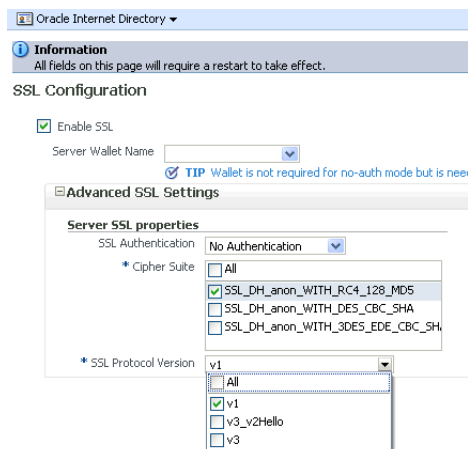 Oracle Internet Directory
Information
All fields on this page will require a restart to take effect.
SSL Configuration
Enable SSL
Server Wallet Name
TIP Wallet is not required for no-auth mode but is nee
Advanced SSL Settings
Server SSL properties
SSL Authentication No Authentication
* Cipher Suite All
SSL_DH_anon_WITH_RC4_128_MD5
SSL_DH_anon_WITH_DES_CBC_SHA
SSL_DH_anon_WITH_3DES_EDE_CBC_SH
* SSL Protocol Version v1
All
v1
v3_v2Hello
v3